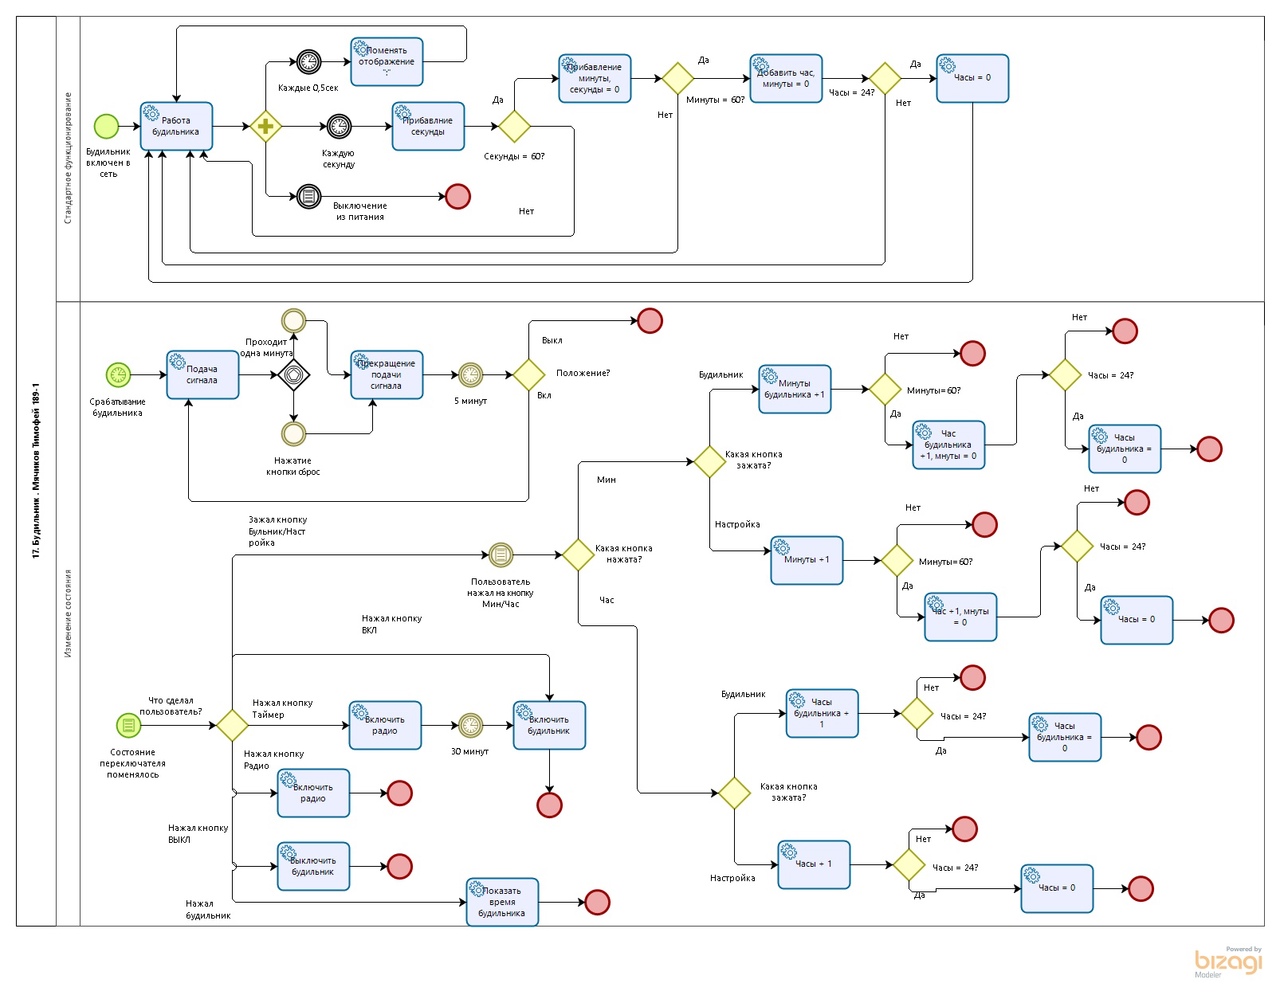 17. Будильник . Мячиков Тимофей 189-1
Стандартное функционирование
Будильник
включен в
сеть
Работа
будильника
Каждые 0,5сек
Поменять
отображение
":"
Каждую
секунду
Прибавлние
секунды
Выключение
из питания
Да
Секунды = 60?
Нет
Прибавление
минуты,
секунды = 0
Да
Минуты = 60?
Нет
Добавить час,
минуты = 0
Часы = 24?
Да
Нет
Часы = 0
Изменение состояния
Срабатывание
будильника
Подача
сигнала
Проходит
одна минута
Нажатие
кнопки сброс
Прекращение
подачи
сигнала
5 минут
Выкл
Положение?
Вкл
Зажал кнопку
Бульник/Наст
ройка
Пользователь
нажал на кнопку
Мин/Час
Какая кнопка
нажата?
Мин
Час
Какая кнопка
зажата?
Будильник
Минуты
будильника +1
Нет
Минуты=60?
Да
Час
будильника
+1, мнуты = 0
Нет
Часы = 24?
Да
Часы
будильника =
0
Настройка
Минуты +1
Нет
Минуты=60?
Да
Час +1, мнуты
= 0
Нет
Часы = 24?
Да
Часы = 0
Состояние
переключателя
поменялось
Что сделал
пользователь?
Нажал кнопку
ВКЛ
Нажал кнопку
Таймер
Включить
радио
30 минут
Включить
будильник
Нажал кнопку
Радио
Включить
радио
Нажал кнопку
ВЫКЛ
Выключить
будильник
Нажал
будильник
Показать
время
будильника
Какая кнопка
зажата?
Будильник
Часы
будильника +
1
Нет
Часы = 24?
Да
Часы
будильника =
0
Настройка
Часы + 1
Нет
Часы = 24?
Да
Часы = 0
Powered by
bizagi
Modeler